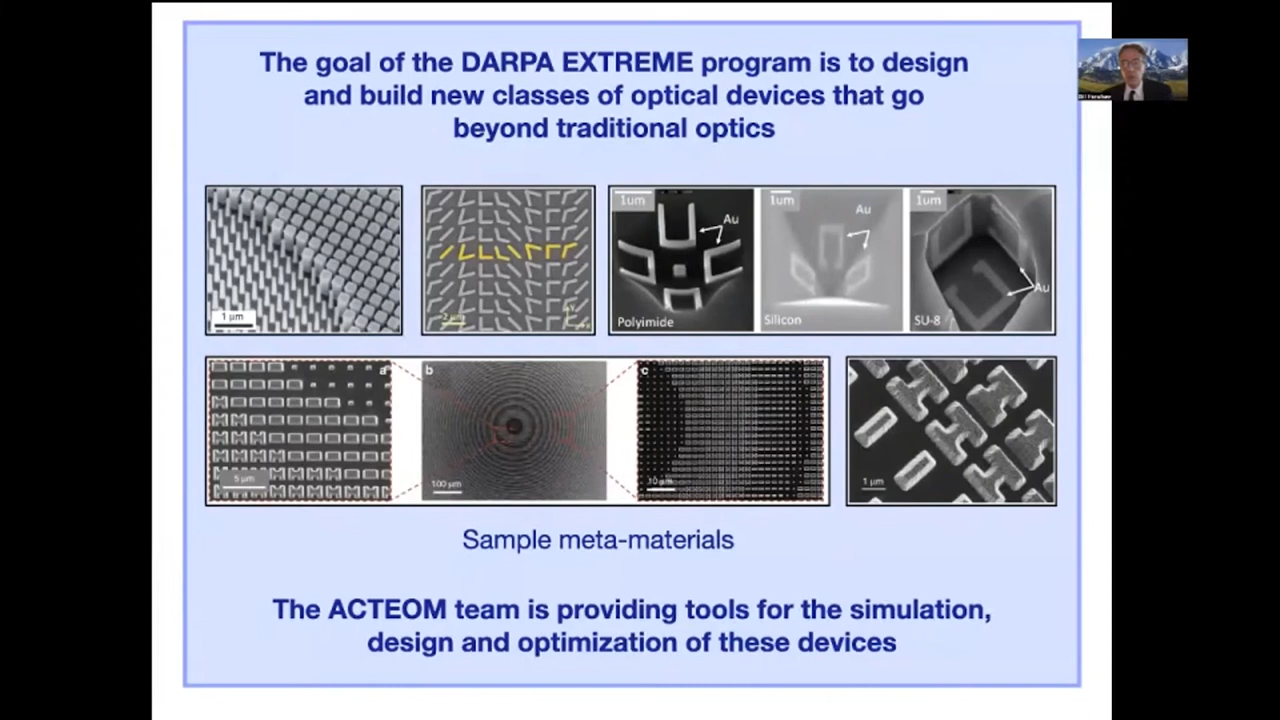 The goal of the DARPA EXTREME program is to design
and build new classes of optical devices that go
beyond traditional optics
1 μm
2 μm
1um
Au
Polyimide
1um
Au
Silicon
1um
Au
SU-8
a
5 μm
b
100 μm
c
10 μm
1 μm
Sample meta-materials
The ACTEOM team is providing tools for the simulation,
design and optimization of these devices